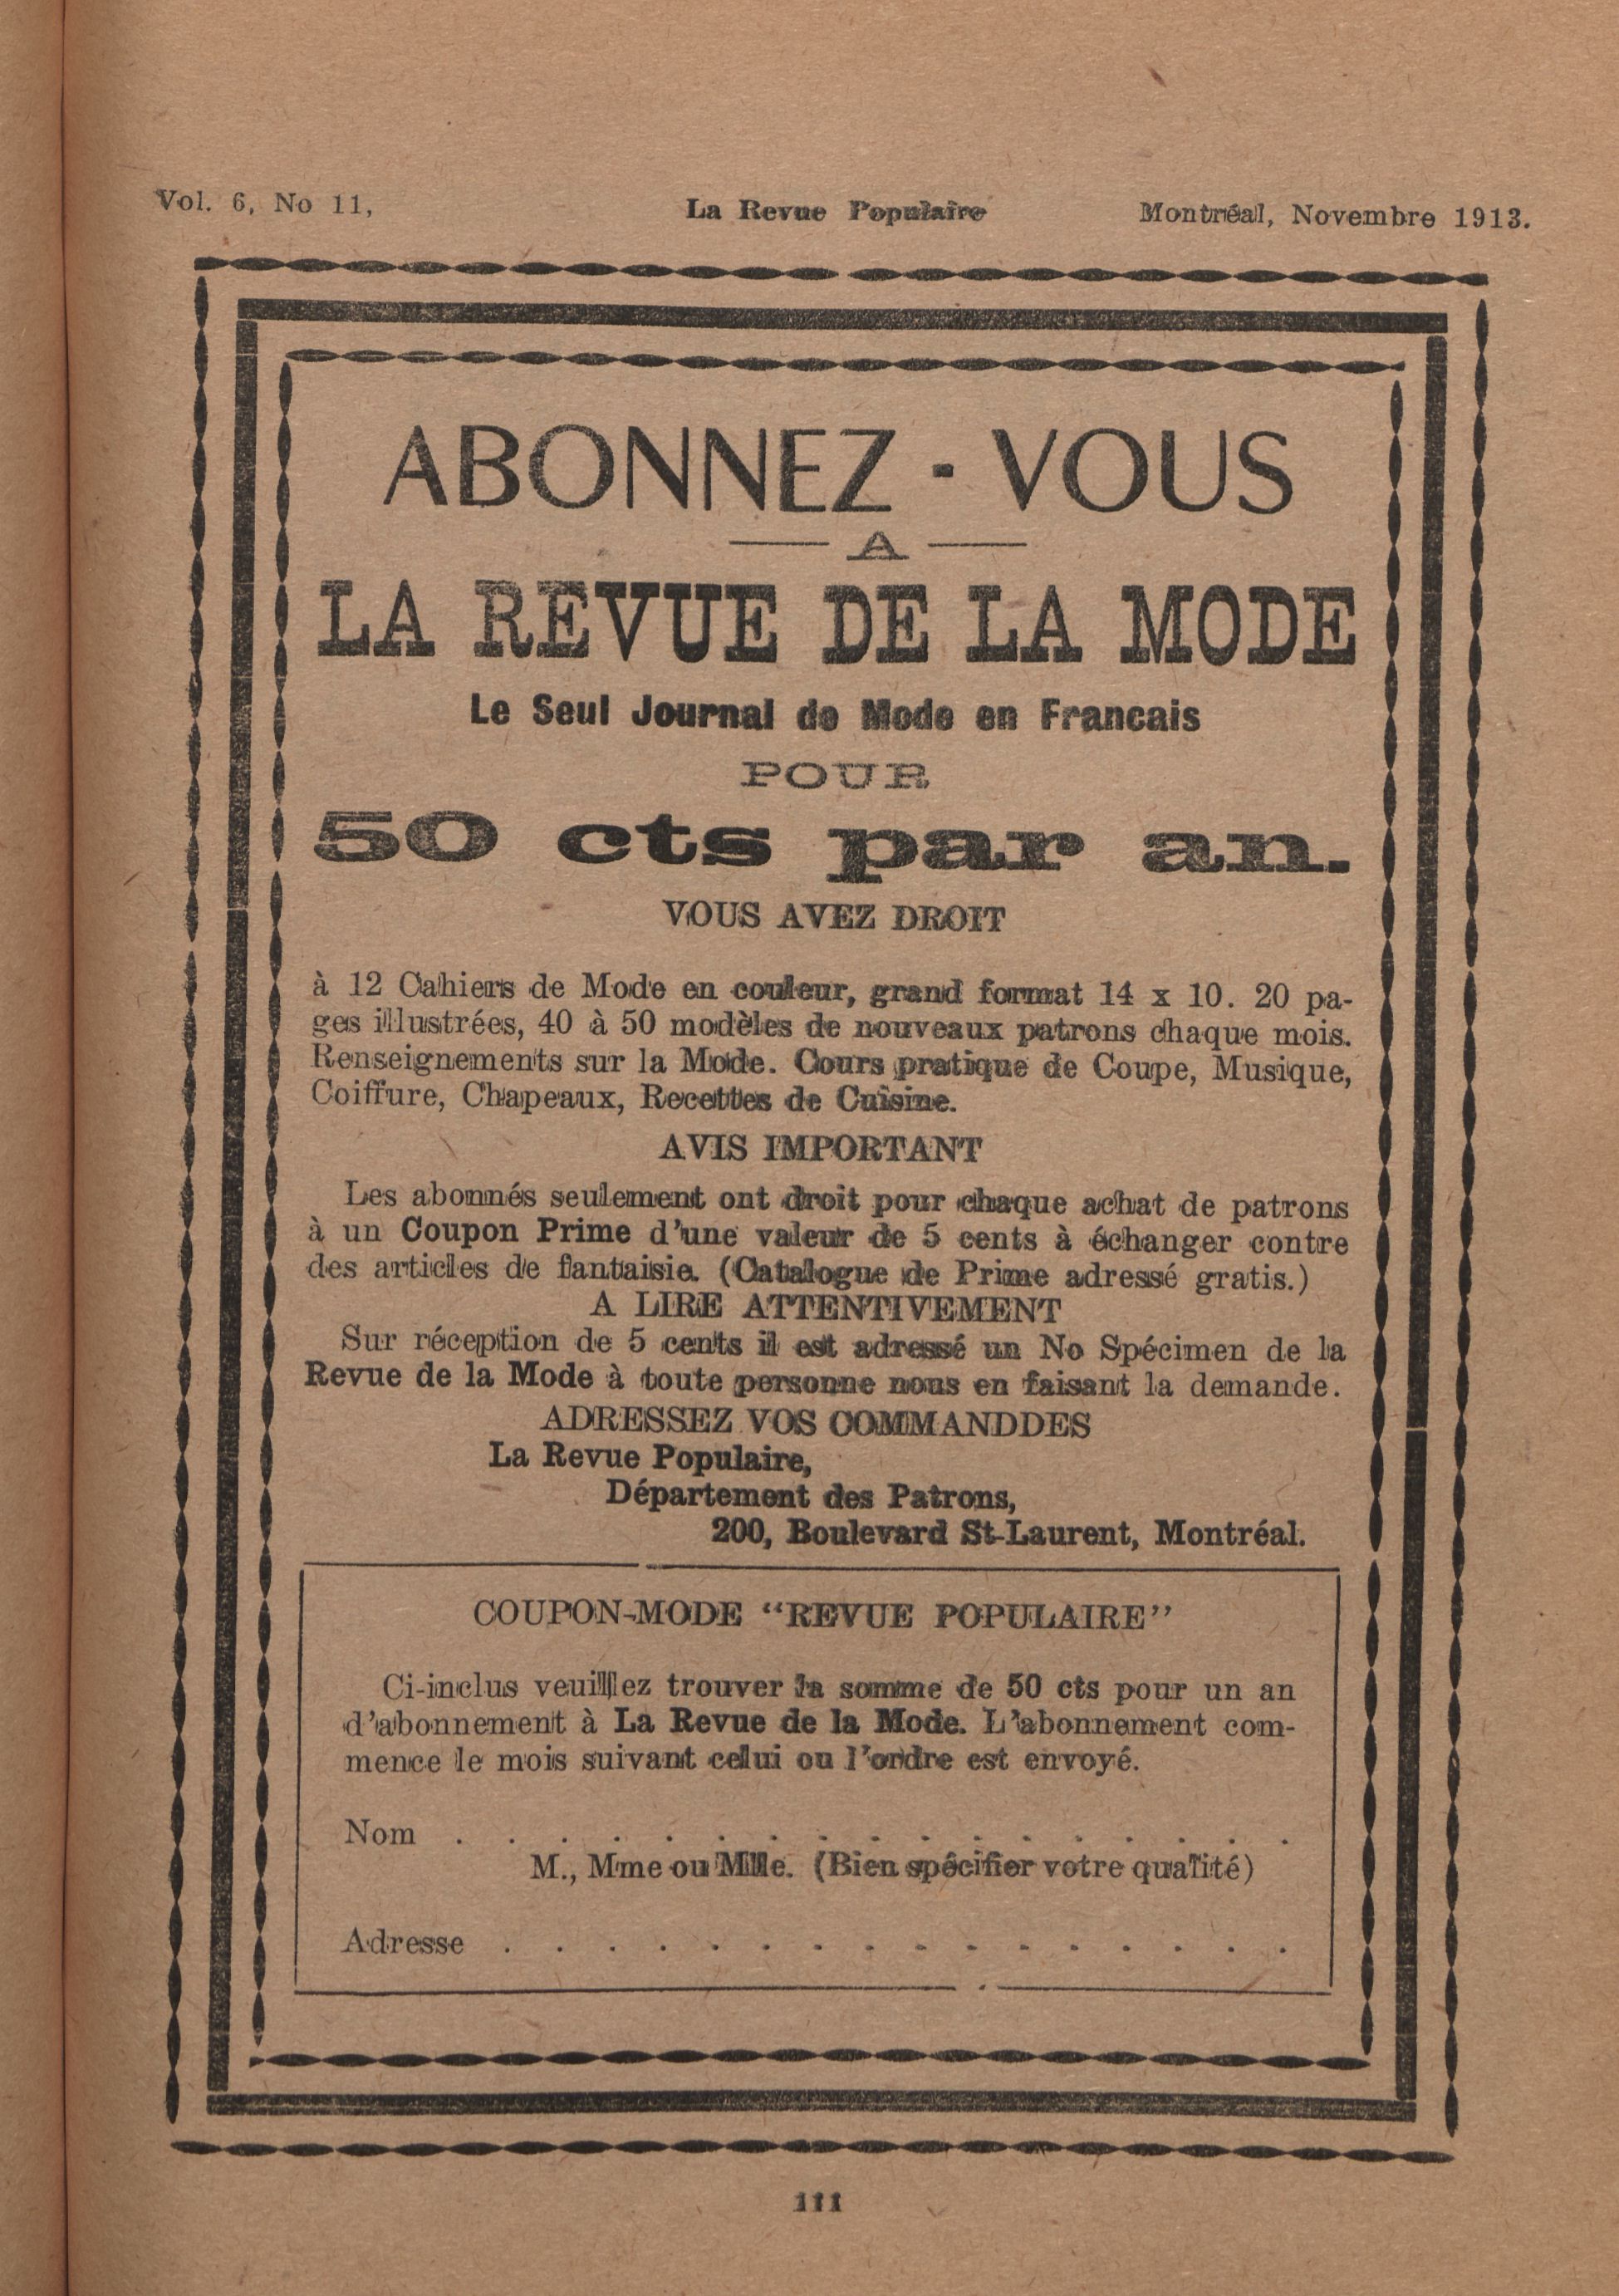 Vol. 6, No 11,
La Revue Populaire
Montréal, Novembre 1913.
ABONNEZ - VOUS
A
LA REVUE DE LA MODE
Le Seul Journal de Mode en Francais
POUR
50 cts par an.
VOUS AVEZ DROIT
à 12 Cahiers de Mode en couleur, grand format 14 x 10. 20 pa-
ges illustrées, 40 à 50 modèles de nouveaux patrons chaque mois.
Renseignements sur la Mode. Cours pratique de Coupe, Musique,
Coiffure, Chapeaux, Recettes de Cuisine.
AVIS IMPORTANT
Les abonnés seulement ont droit pour chaque achat de patrons
à un Coupon Prime d'une valeur de 5 cents à échanger contre
des articles de fantaisie. (Catalogue de Prime adressé gratis.)
A LIRE ATTENTIVEMENT
Sur réception de 5 cents il est adressé un No Spécimen de la
Revue de la Mode à toute personne nous en faisant la demande.
ADRESSEZ VOS COMMANDDES
La Revue Populaire,
Département des Patrons,
200, Boulevard St-Laurent, Montréal.
COUPON-MODE "REVUE POPULAIRE"
Ci-inclus veuillez trouver la somme de 50 cts pour un an
d'abonnement à La Revue de la Mode. L'abonnement com-
mence le mois suivant celui ou l'ordre est envoyé.
Nom . . . . . . . . . . . . . . . . .
M., Mme ou Mlle. (Bien spécifier votre qualité)
Adresse . . . . . . . . . . . . . . . .
111